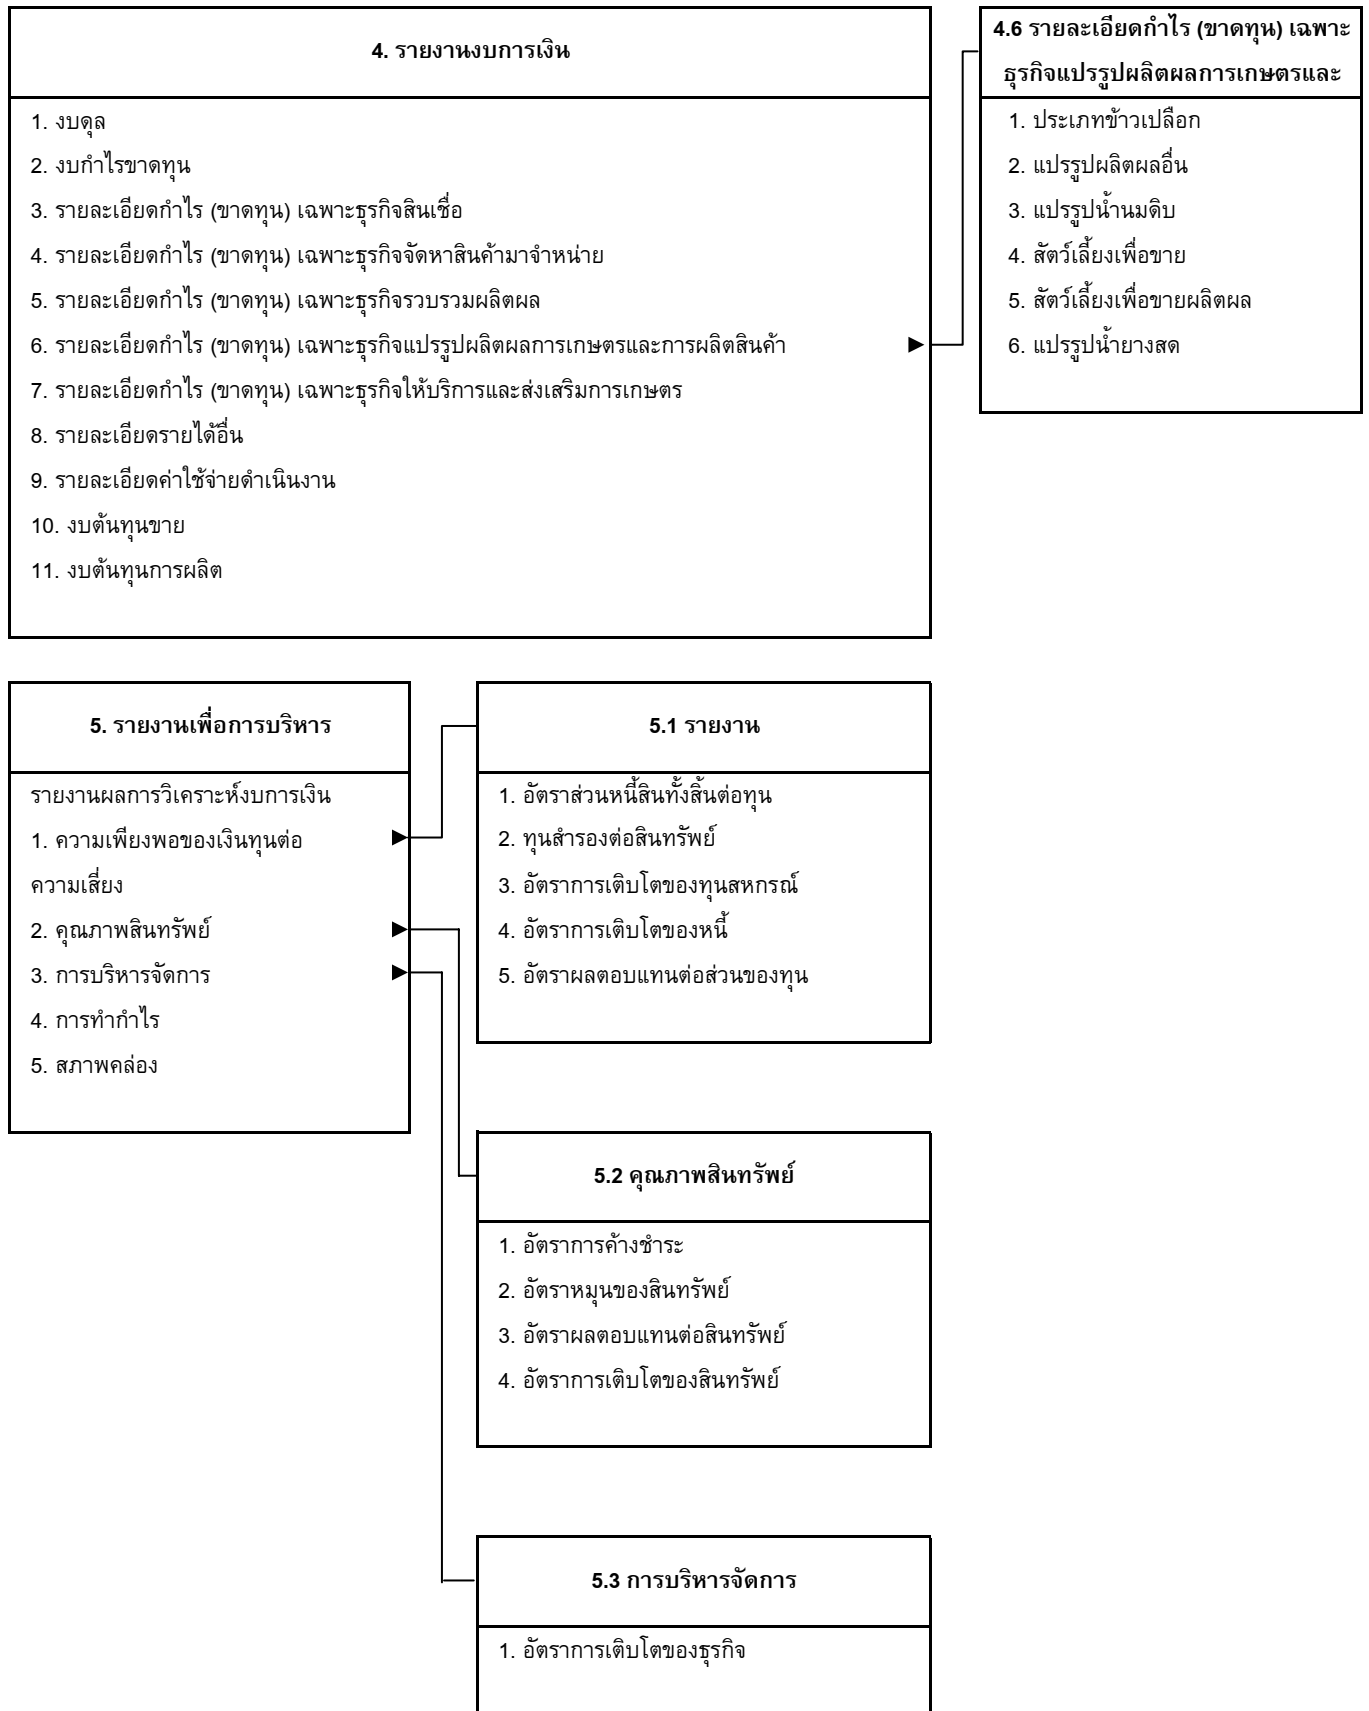 4. รายงานงบการเงิน
1. งบดุล
2. งบกำไรขาดทุน
3. รายละเอียดกำไร (ขาดทุน) เฉพาะธุรกิจสินเชื่อ
4. รายละเอียดกำไร (ขาดทุน) เฉพาะธุรกิจจัดหาสินค้ามาจำหน่าย
5. รายละเอียดกำไร (ขาดทุน) เฉพาะธุรกิจรวบรวมผลิตผล
6. รายละเอียดกำไร (ขาดทุน) เฉพาะธุรกิจแปรรูปผลิตผลการเกษตรและการผลิตสินค้า
7. รายละเอียดกำไร (ขาดทุน) เฉพาะธุรกิจให้บริการและส่งเสริมการเกษตร
8. รายละเอียดรายได้อื่น
9. รายละเอียดค่าใช้จ่ายดำเนินงาน
10. งบต้นทุนขาย
11. งบต้นทุนการผลิต
4.6 รายละเอียดกำไร (ขาดทุน) เฉพาะ
ธุรกิจแปรรูปผลิตผลการเกษตรและ
1. ประเภทข้าวเปลือก
2. แปรรูปผลิตผลอื่น
3. แปรรูปน้ำนมดิบ
4. สัตว์เลี้ยงเพื่อขาย
5. สัตว์เลี้ยงเพื่อขายผลิตผล
6. แปรรูปน้ำยางสด
5. รายงานเพื่อการบริหาร
รายงานผลการวิเคราะห์งบการเงิน
1. ความเพียงพอของเงินทุนต่อ
ความเสี่ยง
2. คุณภาพสินทรัพย์
3. การบริหารจัดการ
4. การทำกำไร
5. สภาพคล่อง
5.1 รายงาน
1. อัตราส่วนหนี้สินทั้งสิ้นต่อทุน
2. ทุนสำรองต่อสินทรัพย์
3. อัตราการเติบโตของทุนสหกรณ์
4. อัตราการเติบโตของหนี้
5. อัตราผลตอบแทนต่อส่วนของทุน
5.2 คุณภาพสินทรัพย์
1. อัตราการค้างชำระ
2. อัตราหมุนของสินทรัพย์
3. อัตราผลตอบแทนต่อสินทรัพย์
4. อัตราการเติบโตของสินทรัพย์
5.3 การบริหารจัดการ
1. อัตราการเติบโตของธุรกิจ